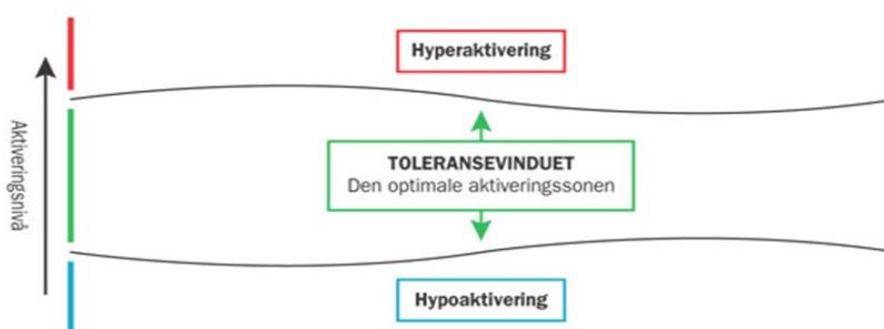 Hyperaktivering
Aktiveringsnivå
TOLERANSEVINDUET
Den optimale aktiveringssonen
Hypoaktivering